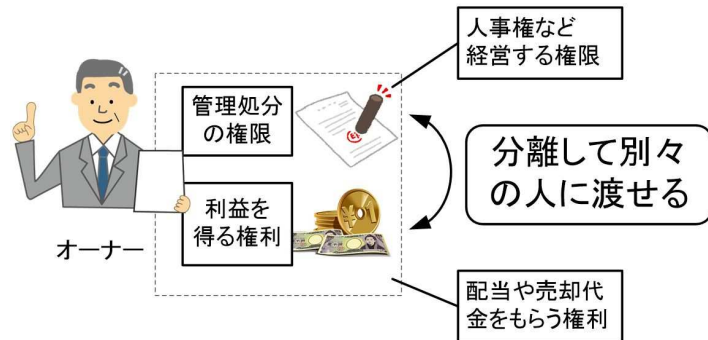 人事権など
経営する権限
管理処分
の権限
分離して別々
の人に渡せる
利益を
得る権利
オーナー
配当や売却代
金をもらう権利